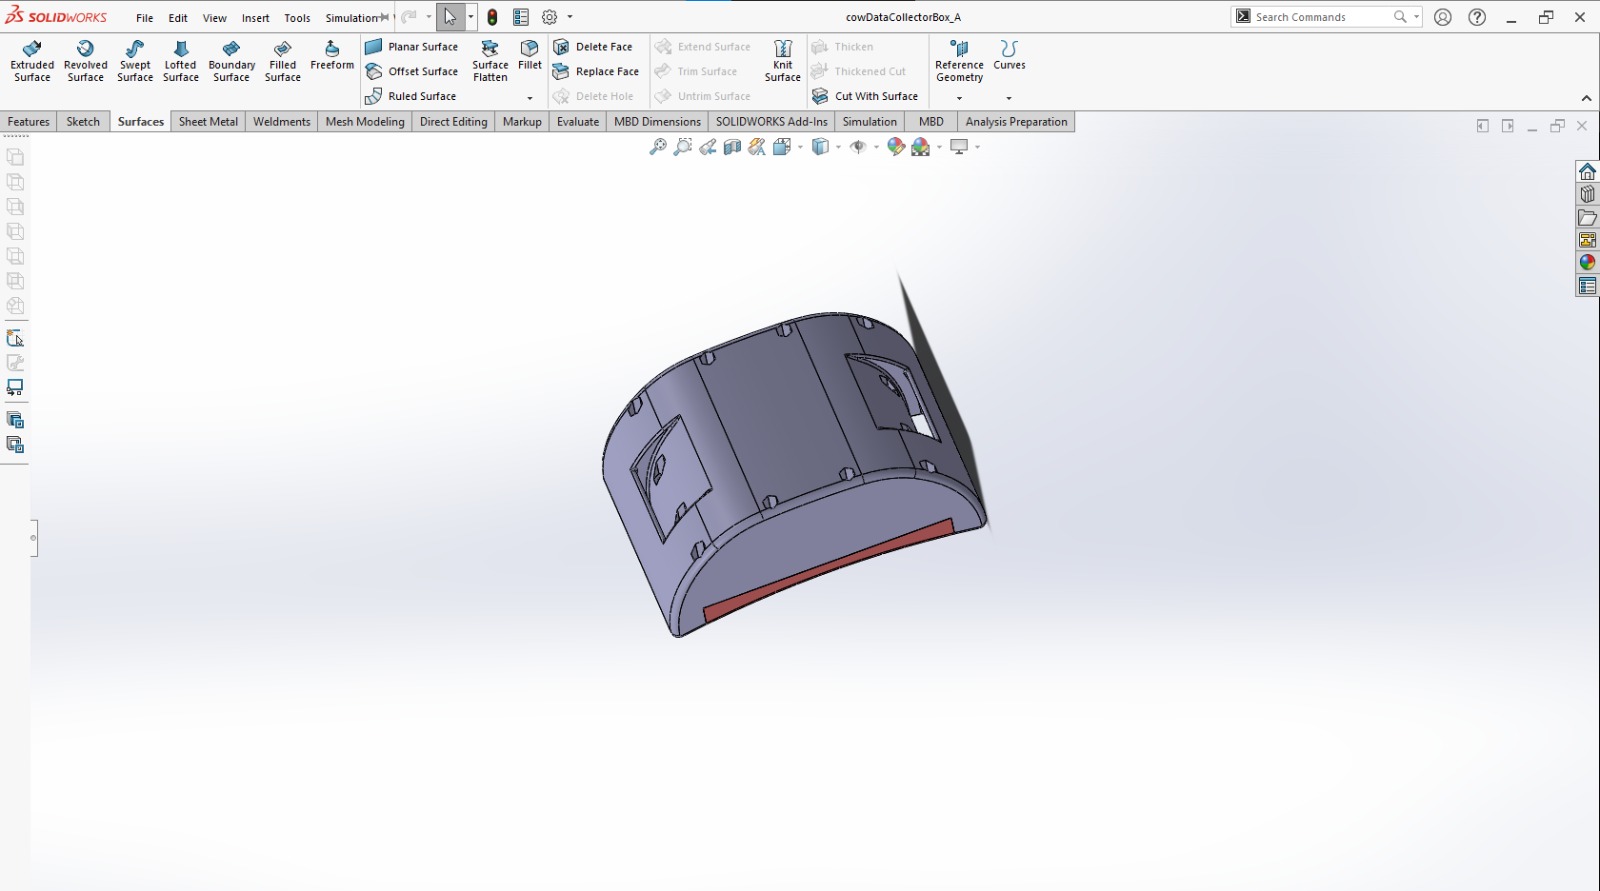 SOLIDWORKS File Edit View Insert Tools Simulation cowDataCollectorBox_A Search Commands
Extruded Surface
Revolved Surface
Swept Surface
Lofted Surface
Boundary Surface
Filled Surface
Freeform
Planar Surface
Offset Surface
Ruled Surface
Surface Flatten
Fillet
Delete Face
Replace Face
Delete Hole
Extend Surface
Trim Surface
Untrim Surface
Knit Surface
Thicken
Thickened Cut
Cut With Surface
Reference Geometry
Curves
Features Sketch Surfaces Sheet Metal Weldments Mesh Modeling Direct Editing Markup Evaluate MBD Dimensions SOLIDWORKS Add-Ins Simulation MBD Analysis Preparation